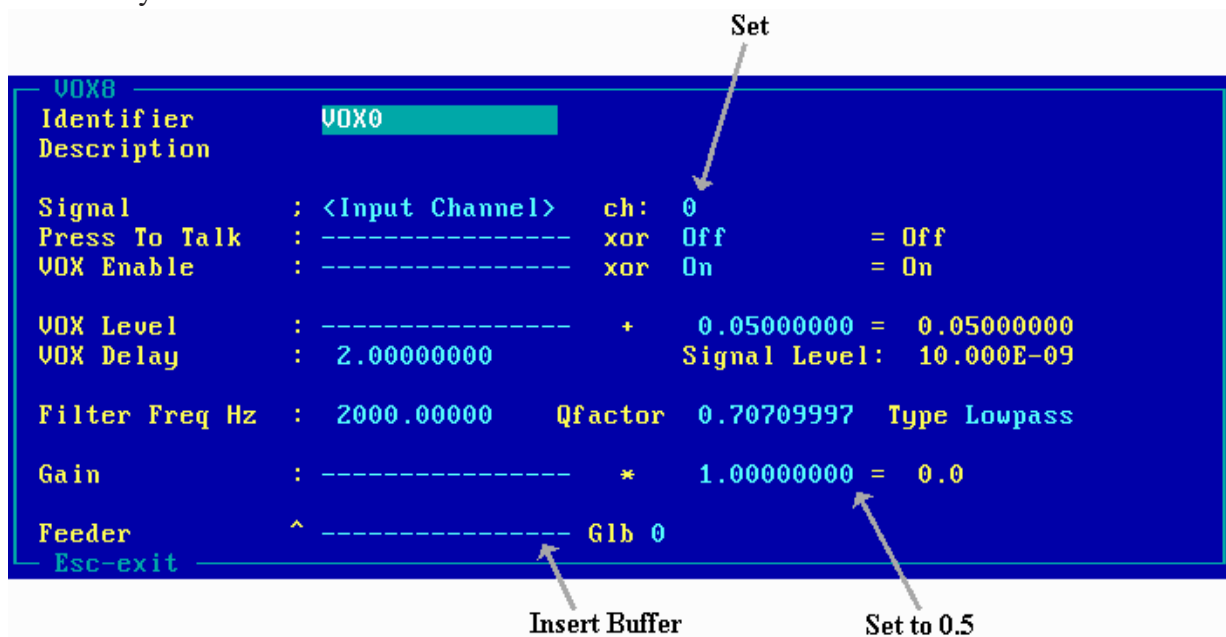 Set
VOX8
Identifier VOX0
Description
Signal ; <Input Channel> ch: 0
Press To Talk : ---------------- xor Off = Off
VOX Enable : ---------------- xor On = On
VOX Level : ---------------- + 0.05000000 = 0.05000000
VOX Delay : 2.00000000 Signal Level: 10.000E-09
Filter Freq Hz : 2000.00000 Qfactor 0.70709997 Type Lowpass
Gain : ---------------- * 1.00000000 = 0.0
Feeder ^ ---------------- Glb 0
Esc-exit
Insert Buffer Set to 0.5